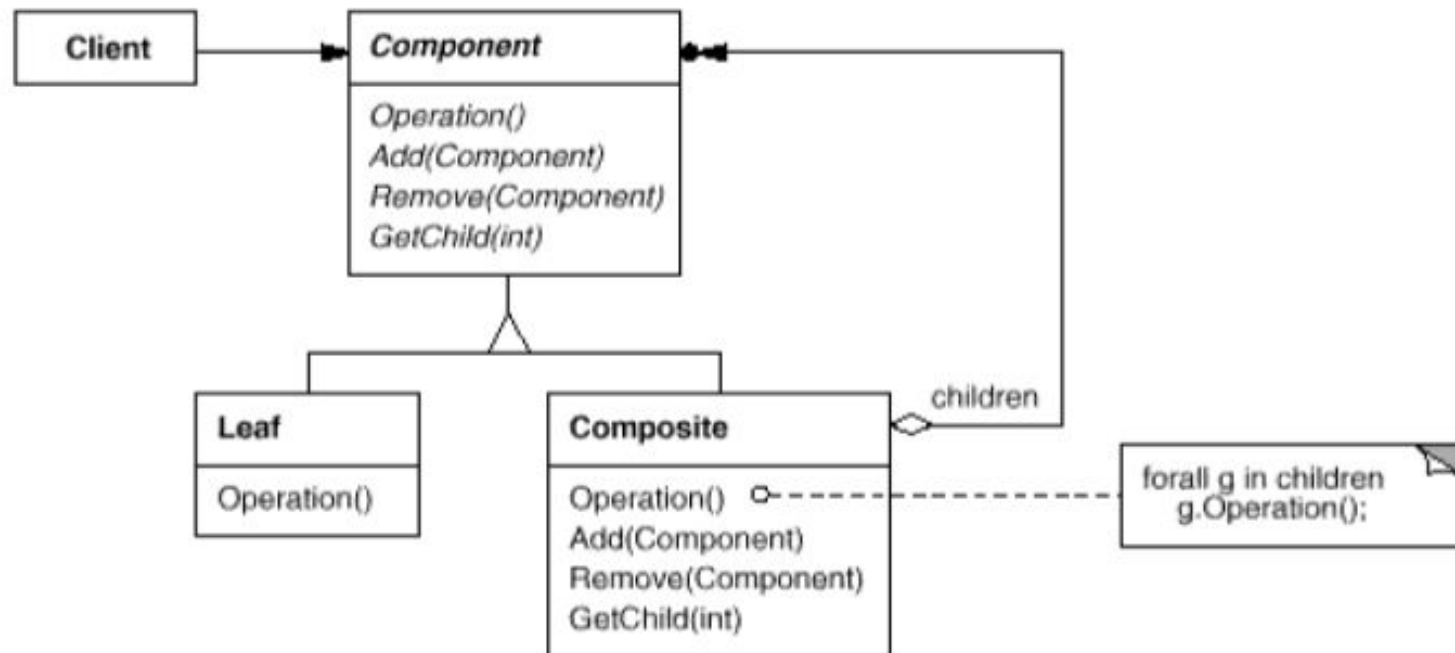 Client
Component
Operation()
Add(Component)
Remove(Component)
GetChild(int)
Leaf
Operation()
Composite
Operation()
Add(Component)
Remove(Component)
GetChild(int)
children
forall g in children
g.Operation();